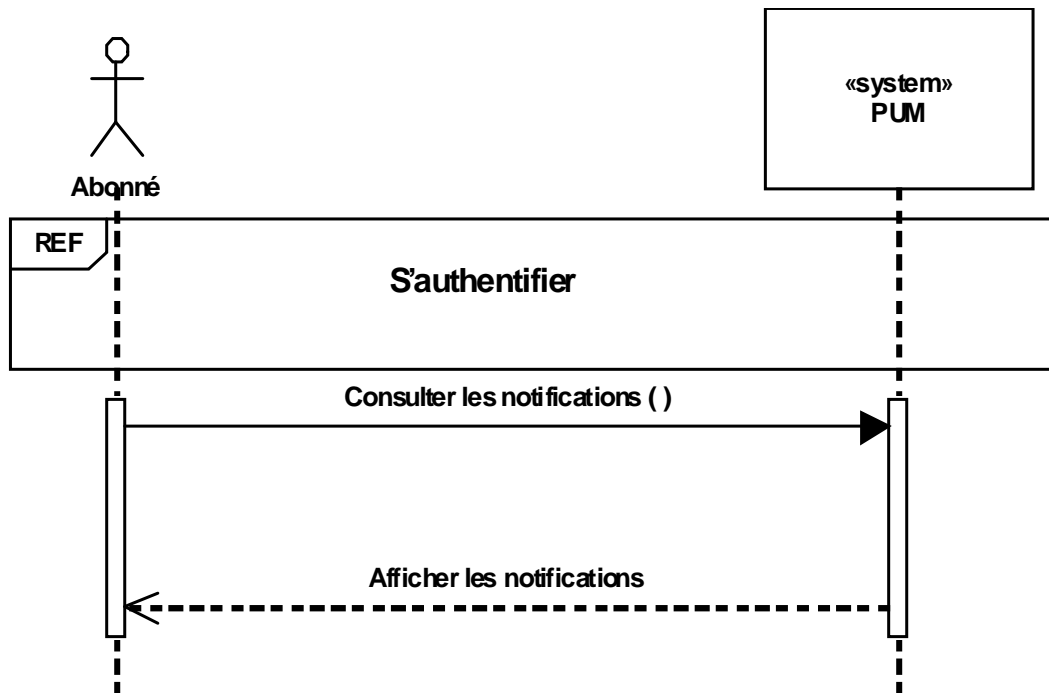 «system»
PUM
Abonné
REF
S'authentifier
Consulter les notifications ( )
Afficher les notifications